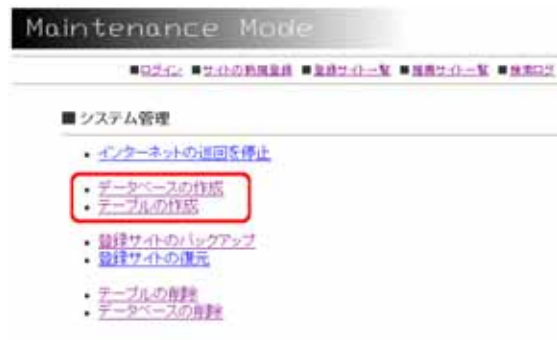 Maintenance Mode
■ログイン ■サイトの新規登録 ■登録サイト一覧 ■推薦サイト一覧 ■検索ログ
■ システム管理
• インターネットの巡回を停止
• データベースの作成
• テーブルの作成
• 登録サイトのバックアップ
• 登録サイトの復元
• テーブルの削除
• データベースの削除